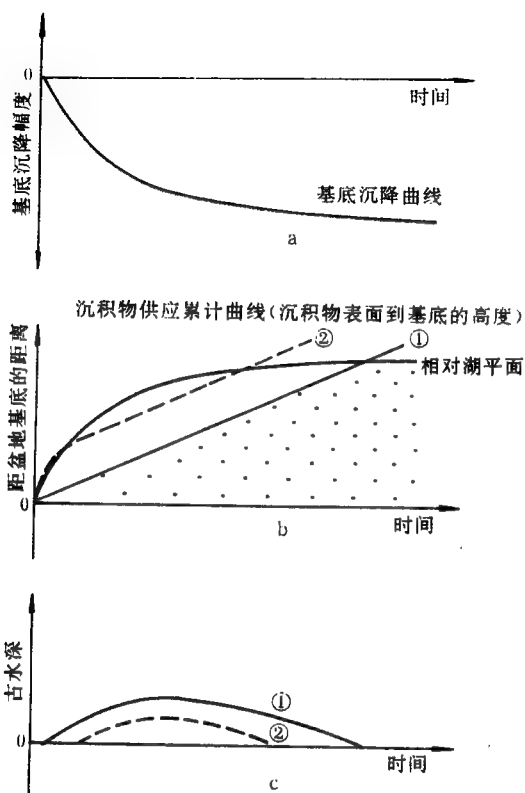 0
时间
基底沉降幅度
基底沉降曲线
a
沉积物供应累计曲线(沉积物表面到基底的高度)
② ①
相对湖平面
距盆地基底的距离
0
时间
b
古水深
①
②
0
时间
c